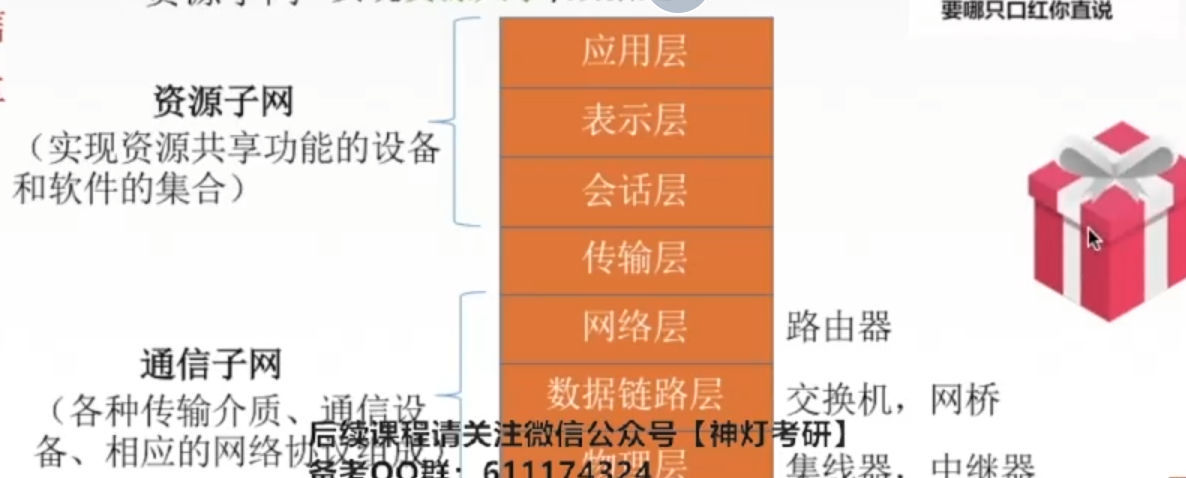 要哪只口红你直说
应用层
资源子网
表示层
（实现资源共享功能的设备
和软件的集合）
会话层
传输层
网络层 路由器
通信子网
数据链路层 交换机，网桥
（各种传输介质、通信设
备、相应的网络协议组成）
后续课程请关注微信公众号【神灯考研】
物理层 集线器，中继器
备考QQ群：611174324